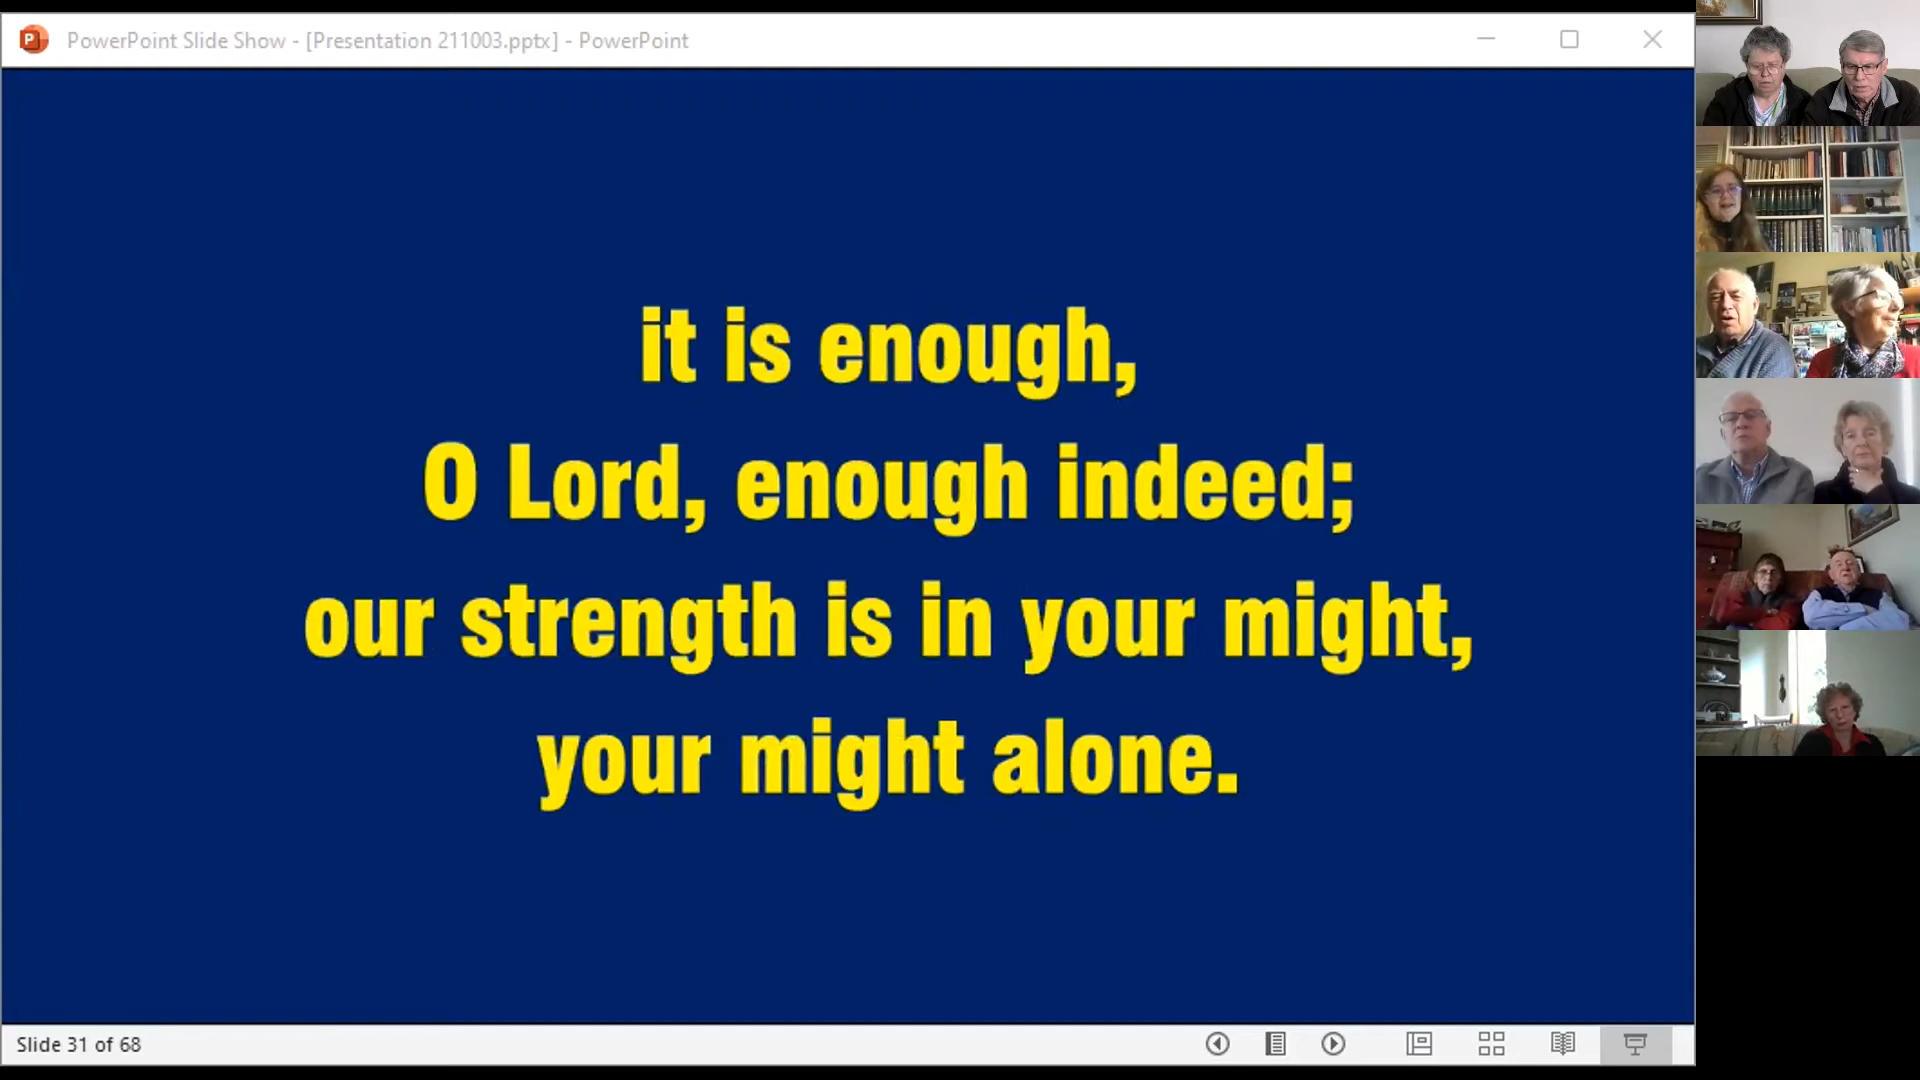 PowerPoint Slide Show - [Presentation 211003.pptx] - PowerPoint
it is enough,
O Lord, enough indeed;
our strength is in your might,
your might alone.
Slide 31 of 68